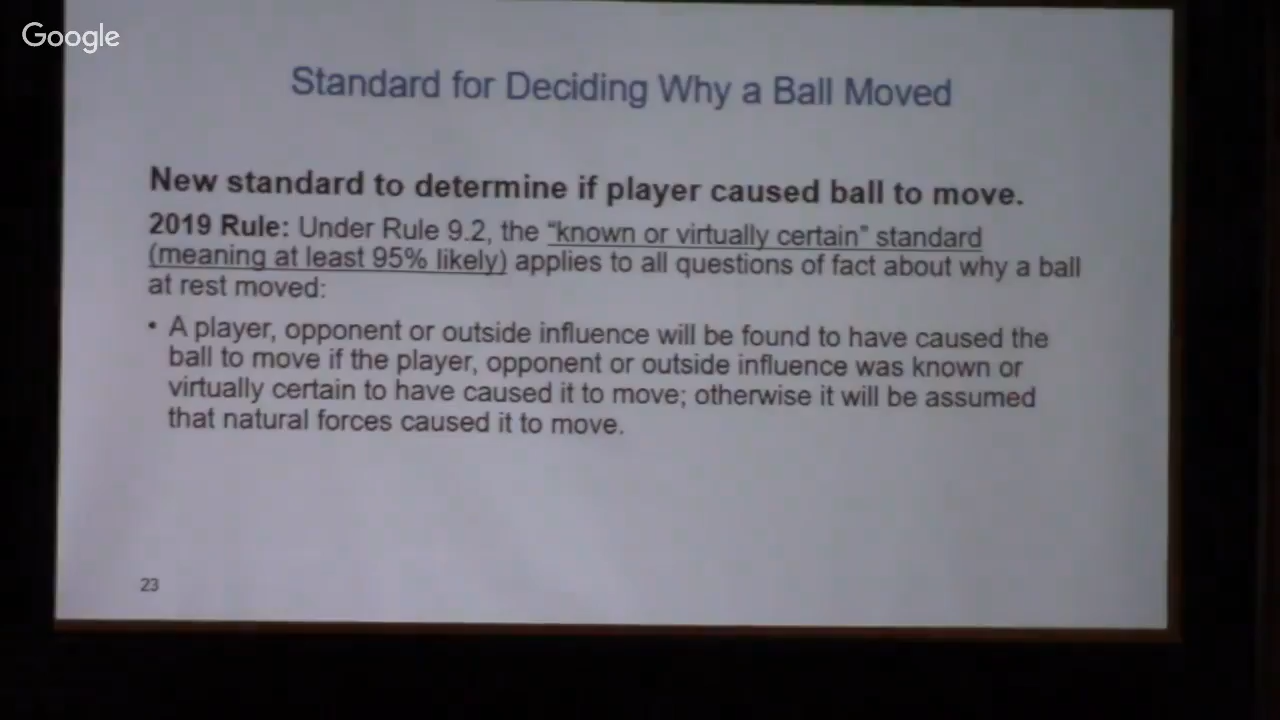 Google
Standard for Deciding Why a Ball Moved
New standard to determine if player caused ball to move.
2019 Rule: Under Rule 9.2, the “known or virtually certain” standard
(meaning at least 95% likely) applies to all questions of fact about why a ball
at rest moved:
• A player, opponent or outside influence will be found to have caused the
ball to move if the player, opponent or outside influence was known or
virtually certain to have caused it to move; otherwise it will be assumed
that natural forces caused it to move.
23